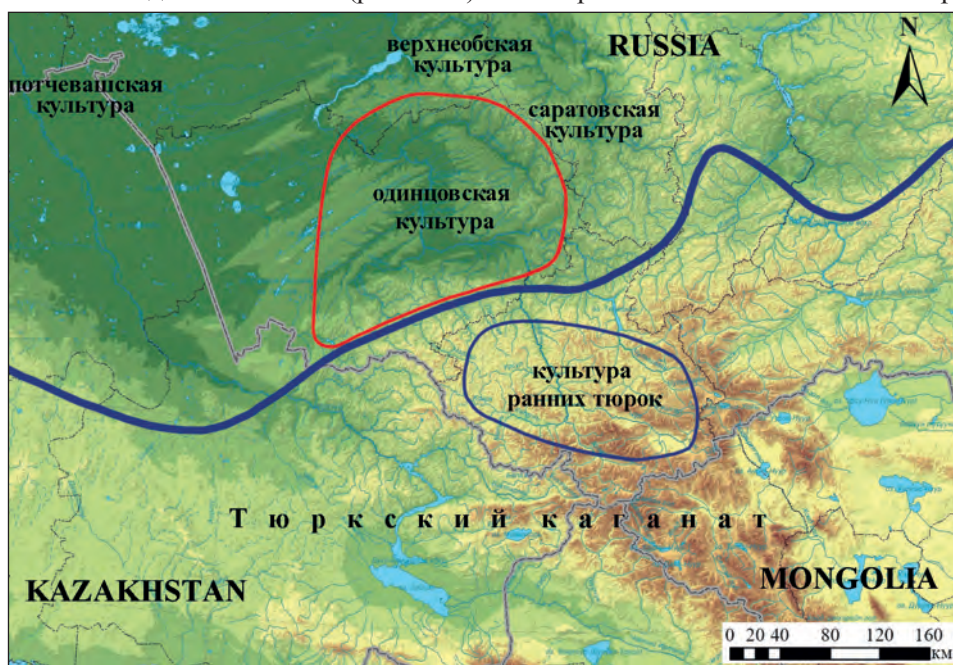 верхнеобская
культура
RUSSIA
N
потчевашская
культура
саратовская
культура
одинцовская
культура
культура
ранних тюрок
Тюркский каганат
KAZAKHSTAN
MONGOLIA
0 20 40 80 120 160
км